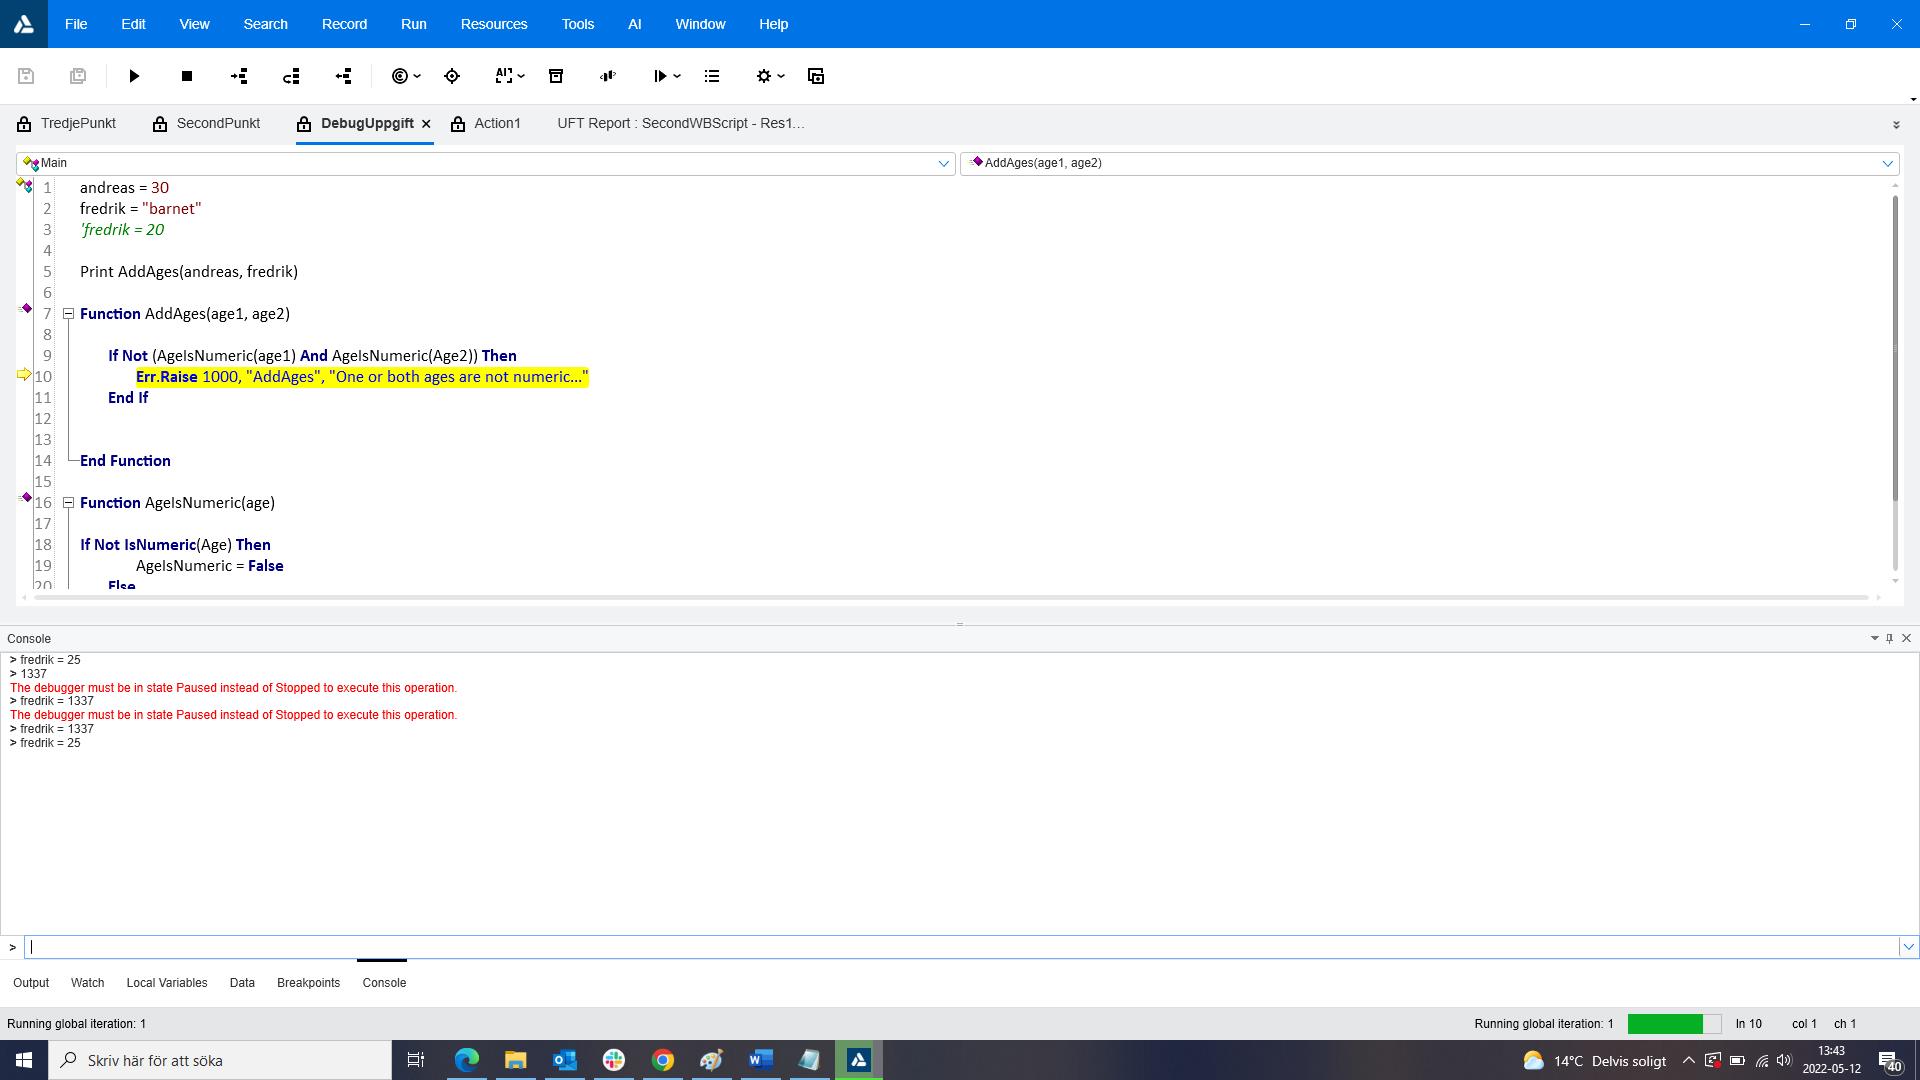 File Edit View Search Record Run Resources Tools AI Window Help
AI
TredjePunkt SecondPunkt DebugUppgift Action1 UFT Report : SecondWBScript - Res1...
Main AddAges(age1, age2)
1 andreas = 30
2 fredrik = "barnet"
3 'fredrik = 20
4
5 Print AddAges(andreas, fredrik)
6
7 Function AddAges(age1, age2)
8
9 If Not (AgeIsNumeric(age1) And AgeIsNumeric(Age2)) Then
10 Err.Raise 1000, "AddAges", "One or both ages are not numeric..."
11 End If
12
13
14 End Function
15
16 Function AgeIsNumeric(age)
17
18 If Not IsNumeric(Age) Then
19 AgeIsNumeric = False
20 Else
Console
> fredrik = 25
> 1337
The debugger must be in state Paused instead of Stopped to execute this operation.
> fredrik = 1337
The debugger must be in state Paused instead of Stopped to execute this operation.
> fredrik = 1337
> fredrik = 25
>
Output Watch Local Variables Data Breakpoints Console
Running global iteration: 1 Running global iteration: 1 ln 10 col 1 ch 1
Skriv här för att söka 14°C Delvis soligt 13:43
2022-05-12 40